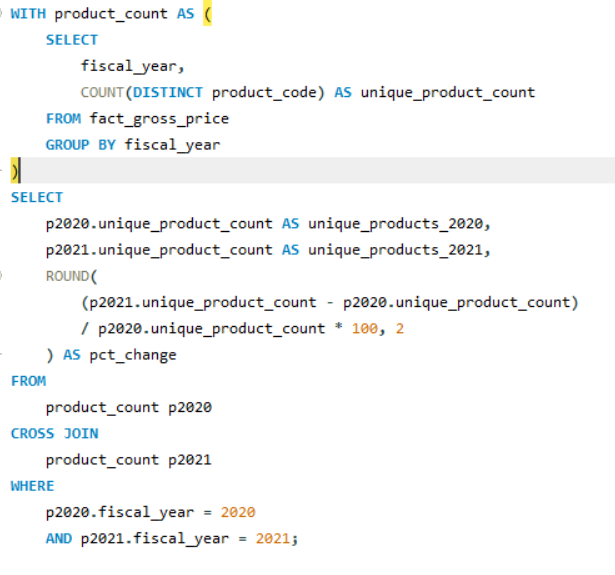 WITH product_count AS (
    SELECT
        fiscal_year,
        COUNT(DISTINCT product_code) AS unique_product_count
    FROM fact_gross_price
    GROUP BY fiscal_year
)
SELECT
    p2020.unique_product_count AS unique_products_2020,
    p2021.unique_product_count AS unique_products_2021,
    ROUND(
        (p2021.unique_product_count - p2020.unique_product_count)
        / p2020.unique_product_count * 100, 2
    ) AS pct_change
FROM
    product_count p2020
CROSS JOIN
    product_count p2021
WHERE
    p2020.fiscal_year = 2020
    AND p2021.fiscal_year = 2021;